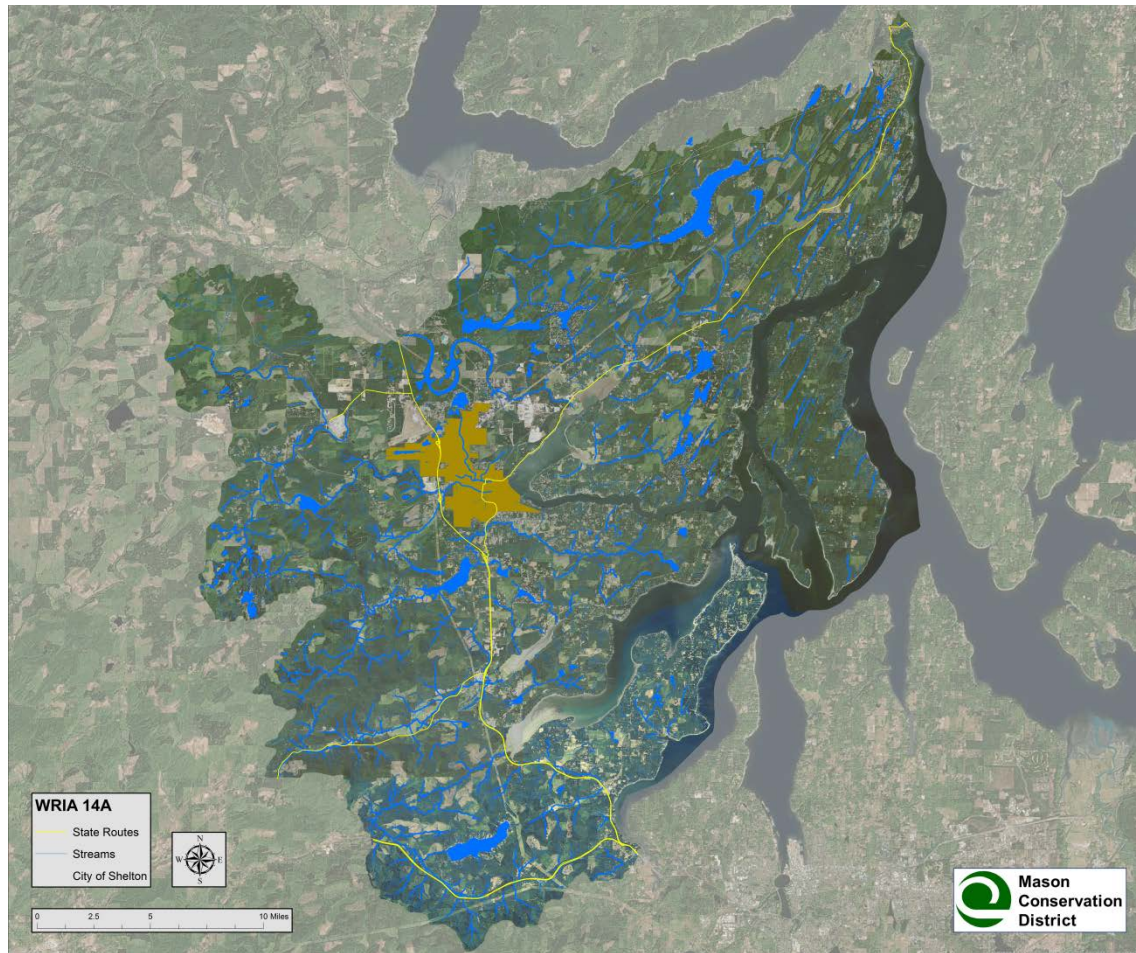 WRIA 14A
State Routes
Streams
City of Shelton
N
W E
S
0 2.5 5 10 Miles
Mason
Conservation
District